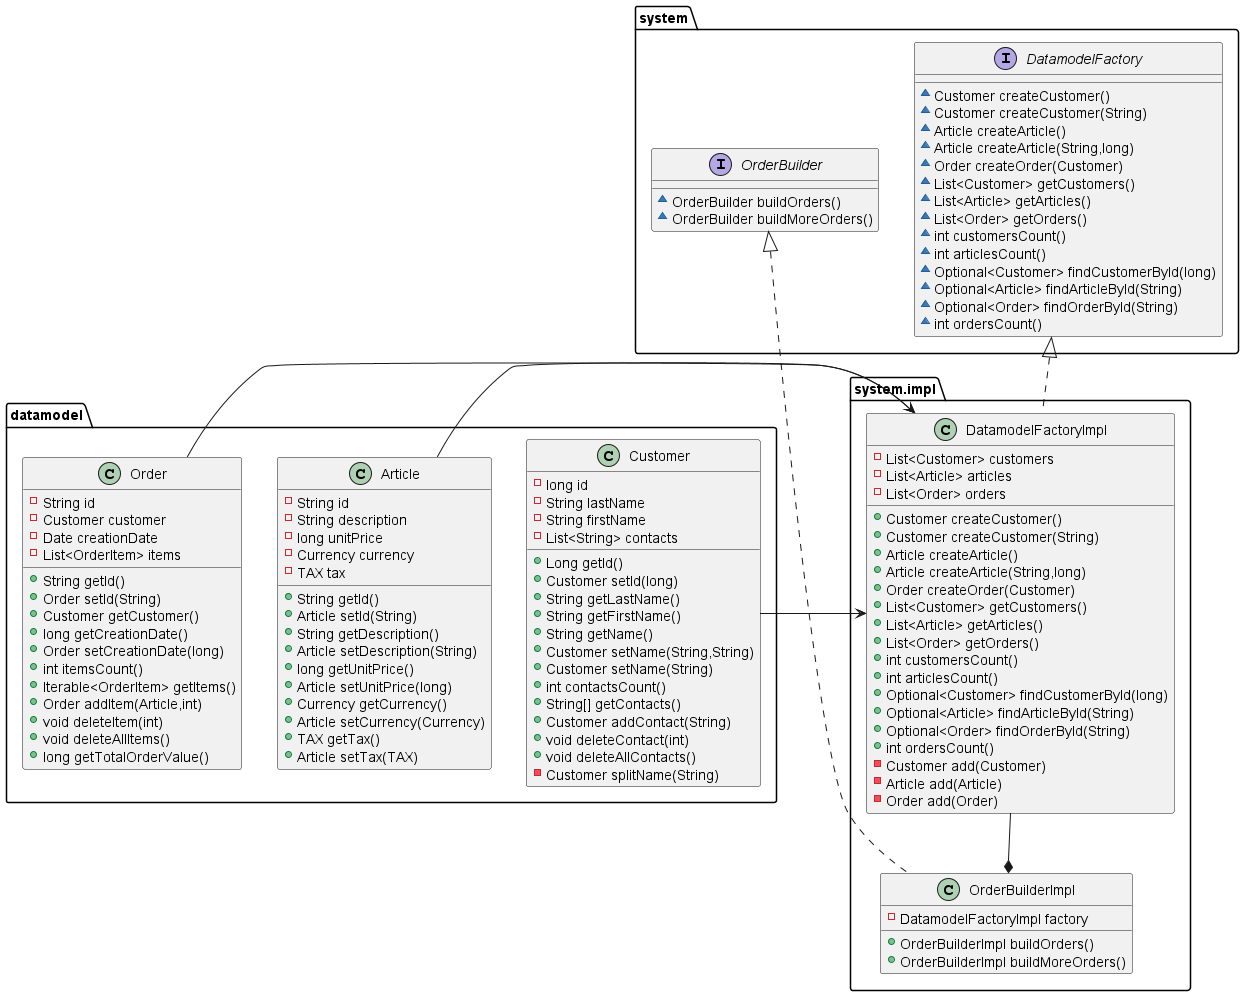 system
I DatamodelFactory
Customer createCustomer()
Customer createCustomer(String)
Article createArticle()
Article createArticle(String,long)
Order createOrder(Customer)
List<Customer> getCustomers()
List<Article> getArticles()
List<Order> getOrders()
int customersCount()
int articlesCount()
Optional<Customer> findCustomerById(long)
Optional<Article> findArticleById(String)
Optional<Order> findOrderById(String)
int ordersCount()
I OrderBuilder
OrderBuilder buildOrders()
OrderBuilder buildMoreOrders()
datamodel
C Order
String id
Customer customer
Date creationDate
List<OrderItem> items
String getId()
Order setId(String)
Customer getCustomer()
long getCreationDate()
Order setCreationDate(long)
int itemsCount()
Iterable<OrderItem> getItems()
Order addItem(Article,int)
void deleteItem(int)
void deleteAllItems()
long getTotalOrderValue()
C Article
String id
String description
long unitPrice
Currency currency
TAX tax
String getId()
Article setId(String)
String getDescription()
Article setDescription(String)
long getUnitPrice()
Article setUnitPrice(long)
Currency getCurrency()
Article setCurrency(Currency)
TAX getTax()
Article setTax(TAX)
C Customer
long id
String lastName
String firstName
List<String> contacts
Long getId()
Customer setId(long)
String getLastName()
String getFirstName()
String getName()
Customer setName(String,String)
Customer setName(String)
int contactsCount()
String[] getContacts()
Customer addContact(String)
void deleteContact(int)
void deleteAllContacts()
Customer splitName(String)
system.impl
C DatamodelFactoryImpl
List<Customer> customers
List<Article> articles
List<Order> orders
Customer createCustomer()
Customer createCustomer(String)
Article createArticle()
Article createArticle(String,long)
Order createOrder(Customer)
List<Customer> getCustomers()
List<Article> getArticles()
List<Order> getOrders()
int customersCount()
int articlesCount()
Optional<Customer> findCustomerById(long)
Optional<Article> findArticleById(String)
Optional<Order> findOrderById(String)
int ordersCount()
Customer add(Customer)
Article add(Article)
Order add(Order)
C OrderBuilderImpl
DatamodelFactoryImpl factory
OrderBuilderImpl buildOrders()
OrderBuilderImpl buildMoreOrders()